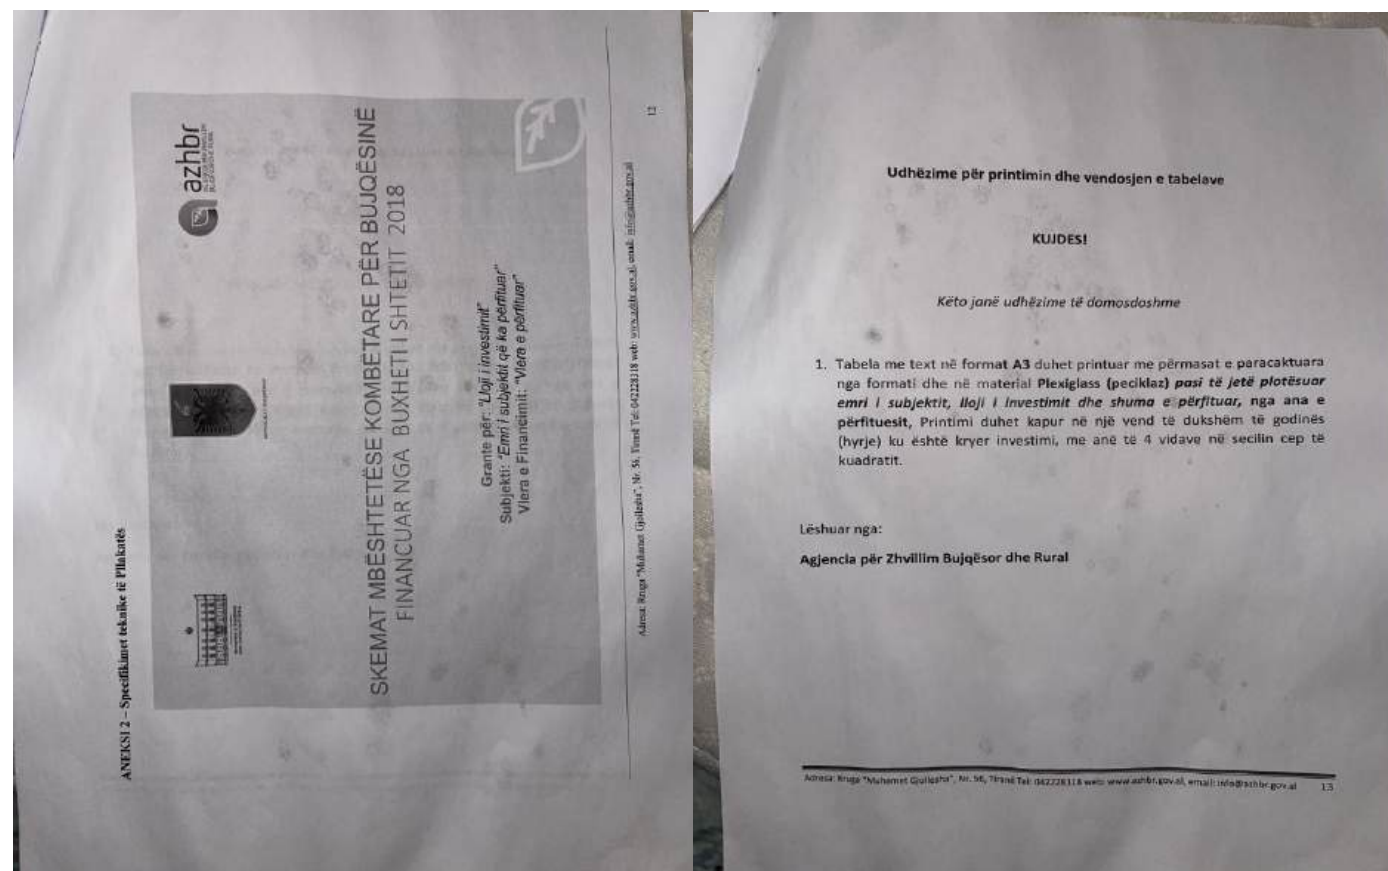 ANEKSI 2 – Specifikimet teknike të Pllakatës
azhbr
SKEMAT MBËSHTETËSE KOMBËTARE PËR BUJQËSINË
FINANCUAR NGA BUXHETI I SHTETIT 2018
Grante për: "Lloji i investimit"
Subjekti: "Emri i subjektit që ka përfituar"
Vlera e Financimit: "Vlera e përfituar"
Adresa: Rruga "Muhamet Gjollesha", Nr. 56, Tiranë Tel: 042228318 web: www.azhbr.gov.al, email: info@azhbr.gov.al
12
Udhëzime për printimin dhe vendosjen e tabelave
KUJDES!
Këto janë udhëzime të domosdoshme
1. Tabela me text në format A3 duhet printuar me përmasat e paracaktuara
nga formati dhe në material Plexiglass (peciklaz) pasi të jetë plotësuar
emri i subjektit, lloji i investimit dhe shuma e përfituar, nga ana e
përfituesit, Printimi duhet kapur në një vend të dukshëm të godinës
(hyrje) ku është kryer investimi, me anë të 4 vidave në secilin cep të
kuadratit.
Lëshuar nga:
Agjencia për Zhvillim Bujqësor dhe Rural
Adresa: Rruga "Muhamet Gjollesha", Nr. 56, Tiranë Tel: 042228318 web: www.azhbr.gov.al, email: info@azhbr.gov.al 13